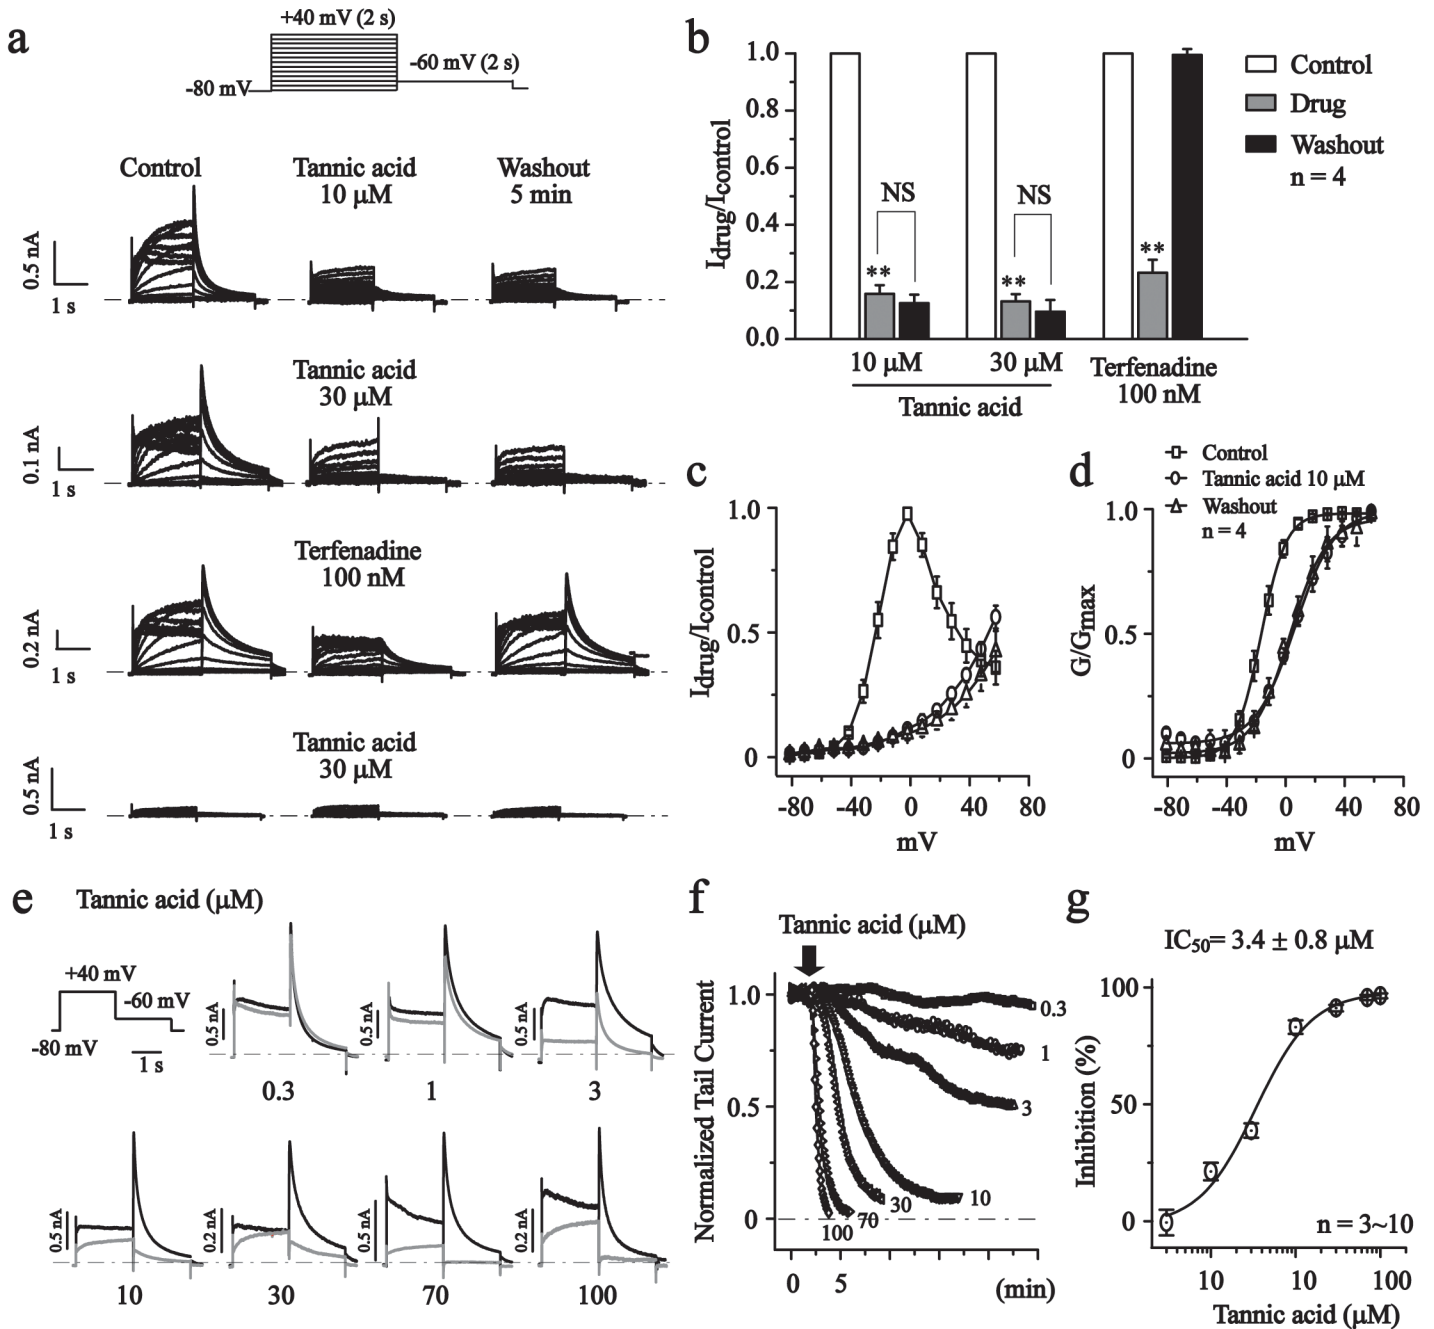 a
+40 mV (2 s)
-60 mV (2 s)
-80 mV
Control
Tannic acid
10 μM
Washout
5 min
0.5 nA
1 s
Tannic acid
30 μM
0.1 nA
1 s
Terfenadine
100 nM
0.2 nA
1 s
Tannic acid
30 μM
0.5 nA
1 s
b
Idrug/Icontrol
1.0
0.8
0.6
0.4
0.2
0.0
NS
NS
**
**
**
10 μM
30 μM
Tannic acid
Terfenadine
100 nM
Control
Drug
Washout
n = 4
c
Idrug/Icontrol
1.0
0.5
0
-80
-40
0
40
80
mV
d
Control
Tannic acid 10 μM
Washout
n = 4
G/Gmax
1.0
0.5
0
-80
-40
0
40
80
mV
e
Tannic acid (μM)
+40 mV
-60 mV
-80 mV
1 s
0.5 nA
0.3
0.5 nA
1
0.5 nA
3
0.5 nA
10
0.2 nA
30
0.5 nA
70
0.2 nA
100
f
Tannic acid (μM)
Normalized Tail Current
1.0
0.5
0
0.3
1
3
10
30
70
100
0
5
(min)
g
IC50= 3.4 ± 0.8 μM
Inhibition (%)
100
50
0
n = 3~10
10
10
100
Tannic acid (μM)